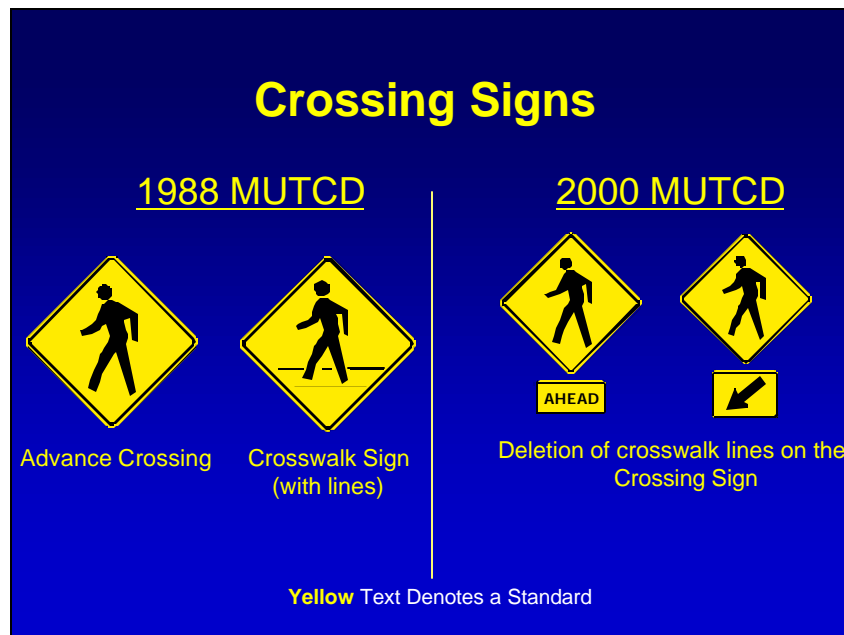 Crossing Signs
1988 MUTCD
Advance Crossing
Crosswalk Sign
(with lines)
2000 MUTCD
AHEAD
Deletion of crosswalk lines on the
Crossing Sign
Yellow Text Denotes a Standard